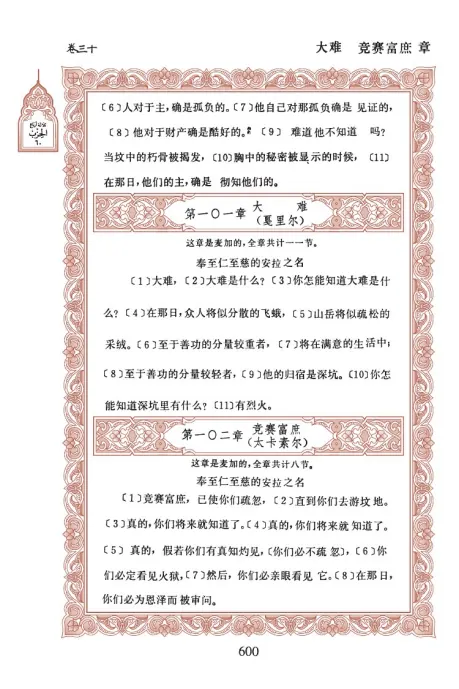 卷三十
大难 竞赛富庶 章
الحزب
٦٠
〔6〕人对于主,确是孤负的。〔7〕他自己对那孤负确是 见证的,
〔8〕他对于财产确是酷好的。〔9〕 难道他不知道 吗?
当坟中的朽骨被揭发, 〔10〕胸中的秘密被显示的时候, 〔11〕
在那日,他们的主,确是 彻知他们的。
第一〇一章 大 难
(戛里尔)
这章是麦加的,全章共计一一节。
奉至仁至慈的安拉之名
〔1〕大难, 〔2〕大难是什么? 〔3〕你怎能知道大难是什
么? 〔4〕在那日,众人将似分散的飞蛾, 〔5〕山岳将似疏松的
采绒。〔6〕至于善功的分量较重者, 〔7〕将在满意的生活中;
〔8〕至于善功的分量较轻者, 〔9〕他的归宿是深坑。〔10〕你怎
能知道深坑里有什么? 〔11〕有烈火。
第一〇二章 竞赛富庶
(太卡素尔)
这章是麦加的,全章共计八节。
奉至仁至慈的安拉之名
〔1〕竞赛富庶, 已使你们疏忽, 〔2〕直到你们去游坟地。
〔3〕真的,你们将来就知道了。〔4〕真的,你们将来就 知道了。
〔5〕 真的, 假若你们有真知灼见,〔你们必不疏 忽〕, 〔6〕你
们必定看见火狱,〔7〕然后, 你们必亲眼看见 它。〔8〕在那日,
你们必为恩泽而 被审问。
600